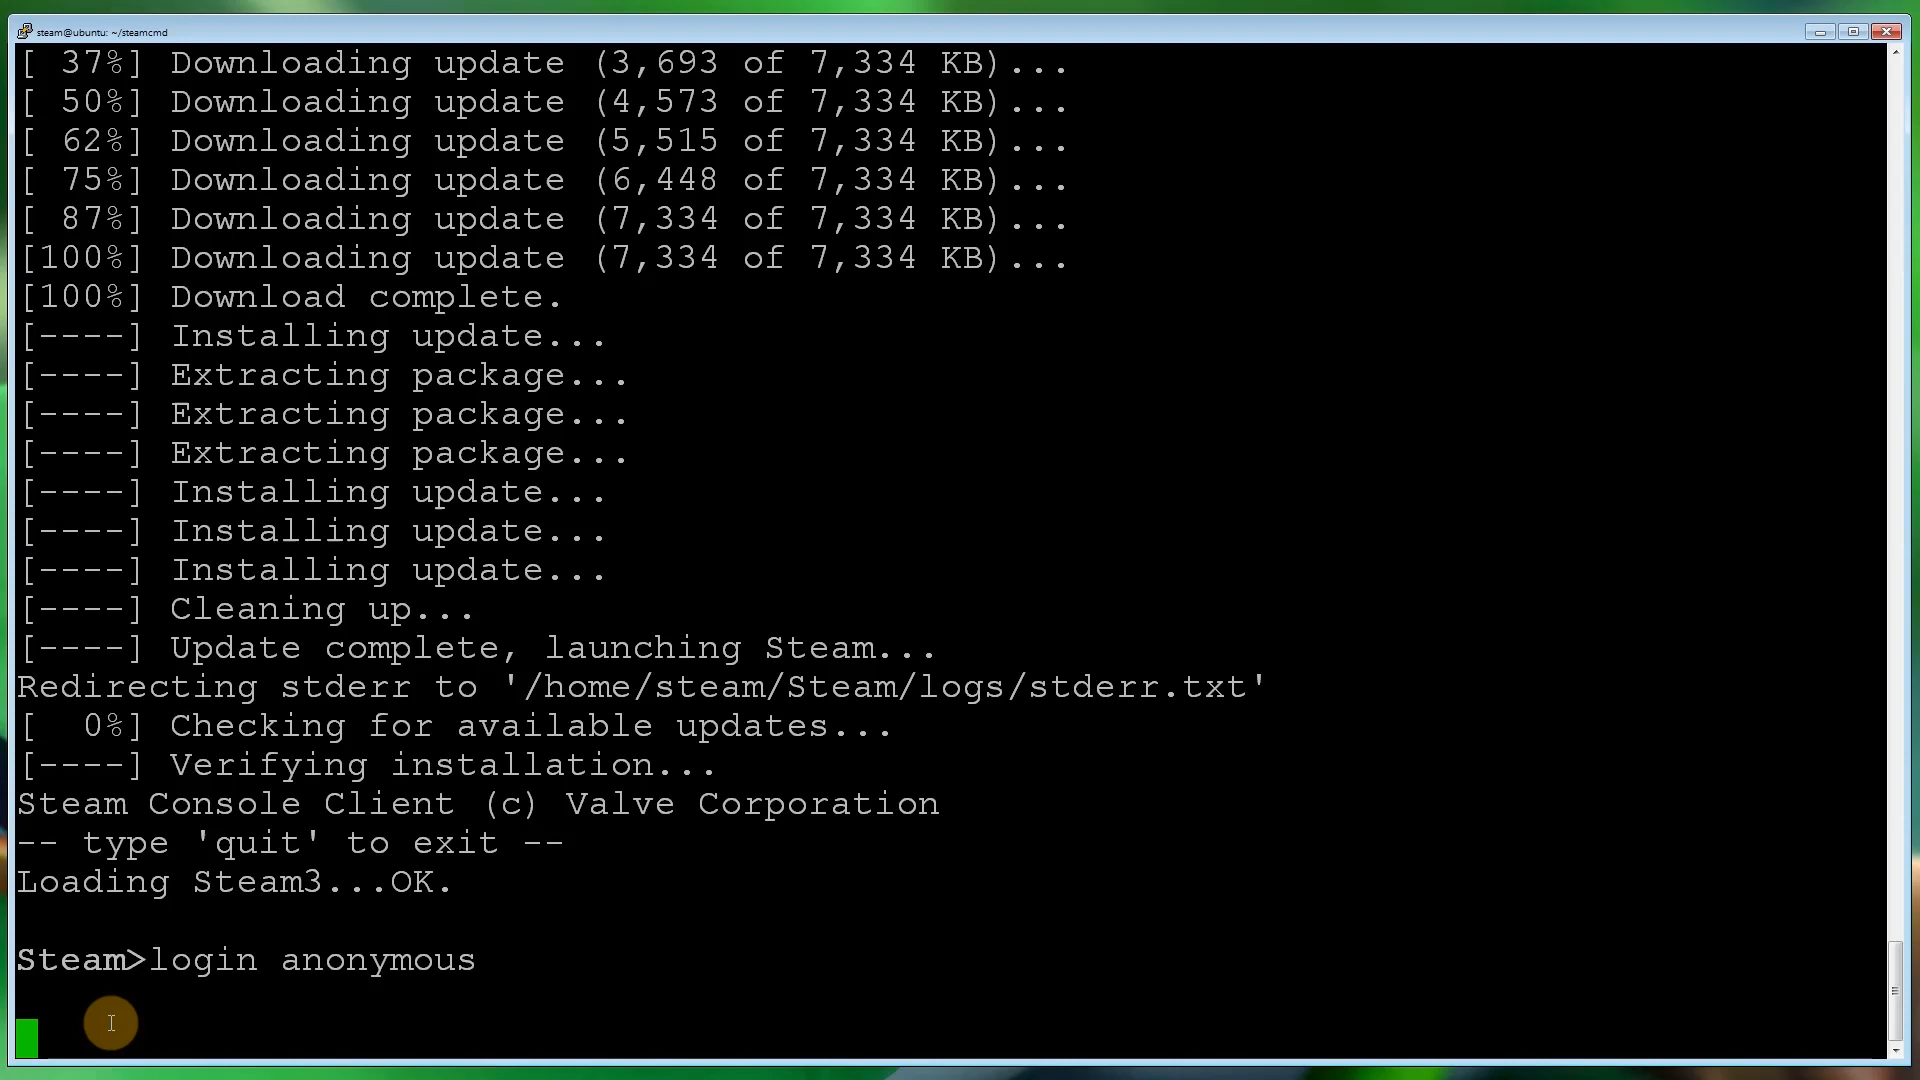 steam@ubuntu: ~/steamcmd
[ 37%] Downloading update (3,693 of 7,334 KB)...
[ 50%] Downloading update (4,573 of 7,334 KB)...
[ 62%] Downloading update (5,515 of 7,334 KB)...
[ 75%] Downloading update (6,448 of 7,334 KB)...
[ 87%] Downloading update (7,334 of 7,334 KB)...
[100%] Downloading update (7,334 of 7,334 KB)...
[100%] Download complete.
[----] Installing update...
[----] Extracting package...
[----] Extracting package...
[----] Extracting package...
[----] Installing update...
[----] Installing update...
[----] Installing update...
[----] Cleaning up...
[----] Update complete, launching Steam...
Redirecting stderr to '/home/steam/Steam/logs/stderr.txt'
[  0%] Checking for available updates...
[----] Verifying installation...
Steam Console Client (c) Valve Corporation
-- type 'quit' to exit --
Loading Steam3...OK.
Steam>login anonymous